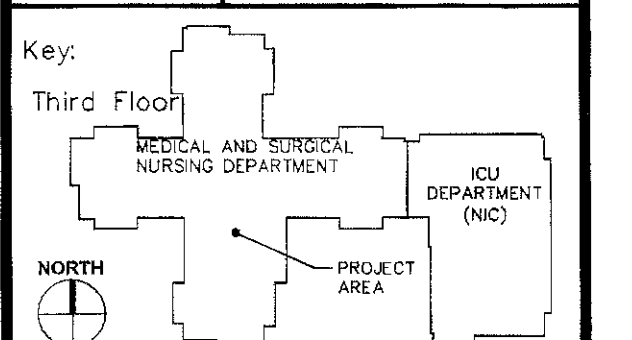 Key:
Third Floor
MEDICAL AND SURGICAL
NURSING DEPARTMENT
ICU
DEPARTMENT
(NIC)
NORTH
PROJECT
AREA